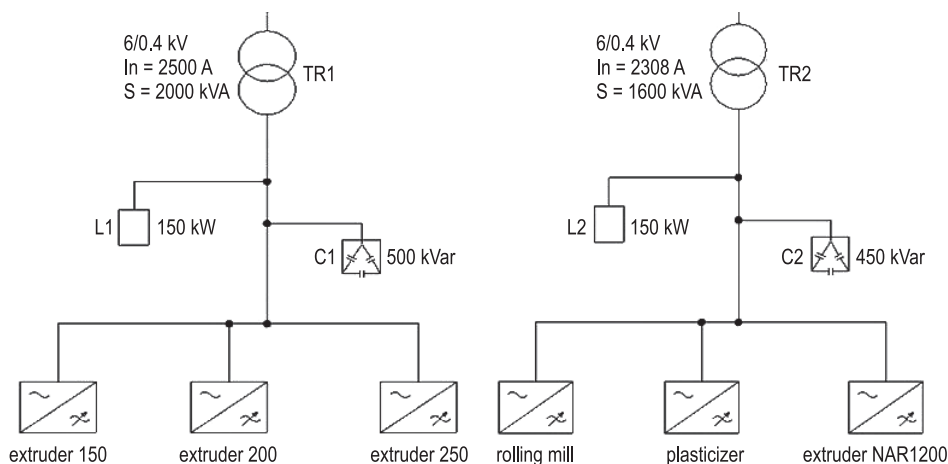 6/0.4 kV
In = 2500 A
S = 2000 kVA
TR1
L1
150 kW
C1
500 kVar
extruder 150
extruder 200
extruder 250
6/0.4 kV
In = 2308 A
S = 1600 kVA
TR2
L2
150 kW
C2
450 kVar
rolling mill
plasticizer
extruder NAR1200